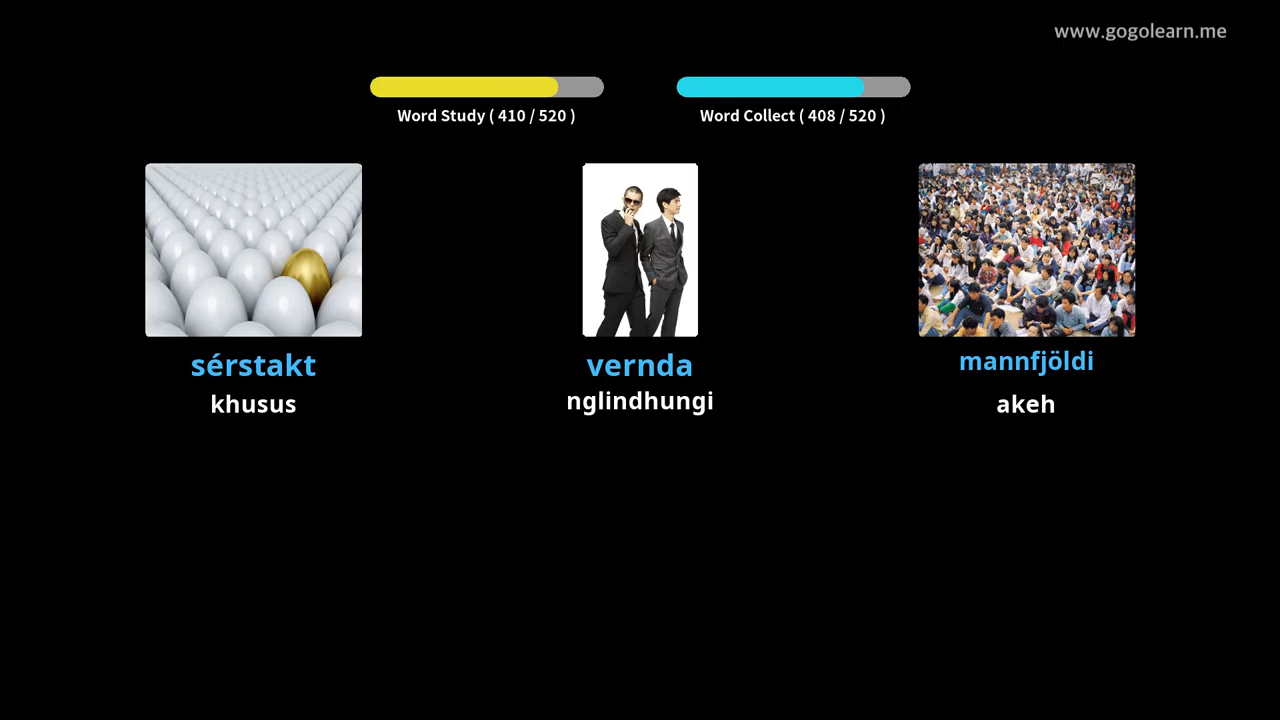 www.gogolearn.me
Word Study ( 410 / 520 )
Word Collect ( 408 / 520 )
sérstakt
khusus
vernda
nglindhungi
mannfjöldi
akeh